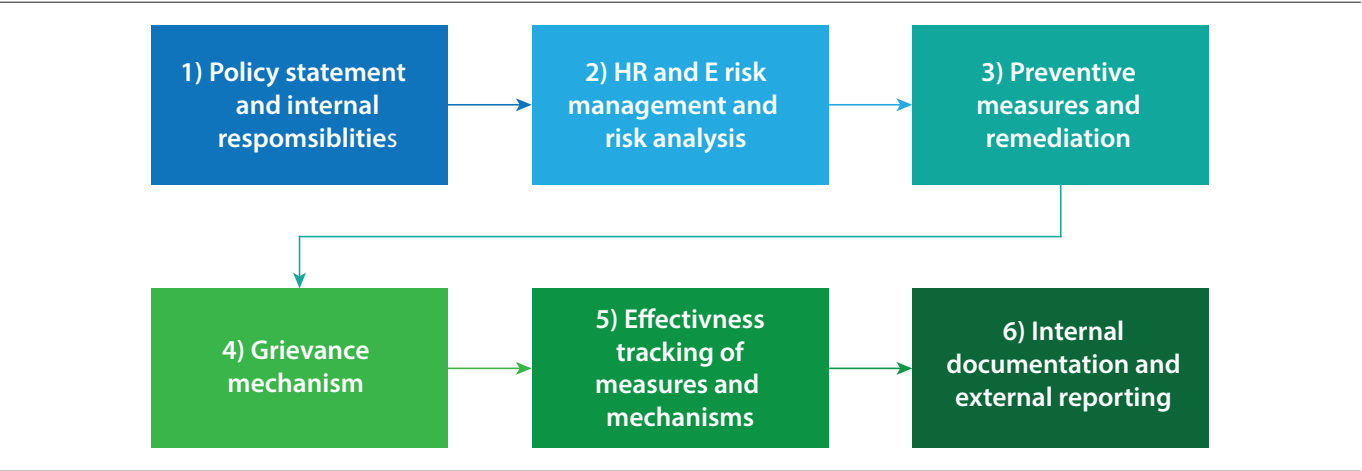 1) Policy statement
and internal
respomsiblities
2) HR and E risk
management and
risk analysis
3) Preventive
measures and
remediation
4) Grievance
mechanism
5) Effectivness
tracking of
measures and
mechanisms
6) Internal
documentation and
external reporting